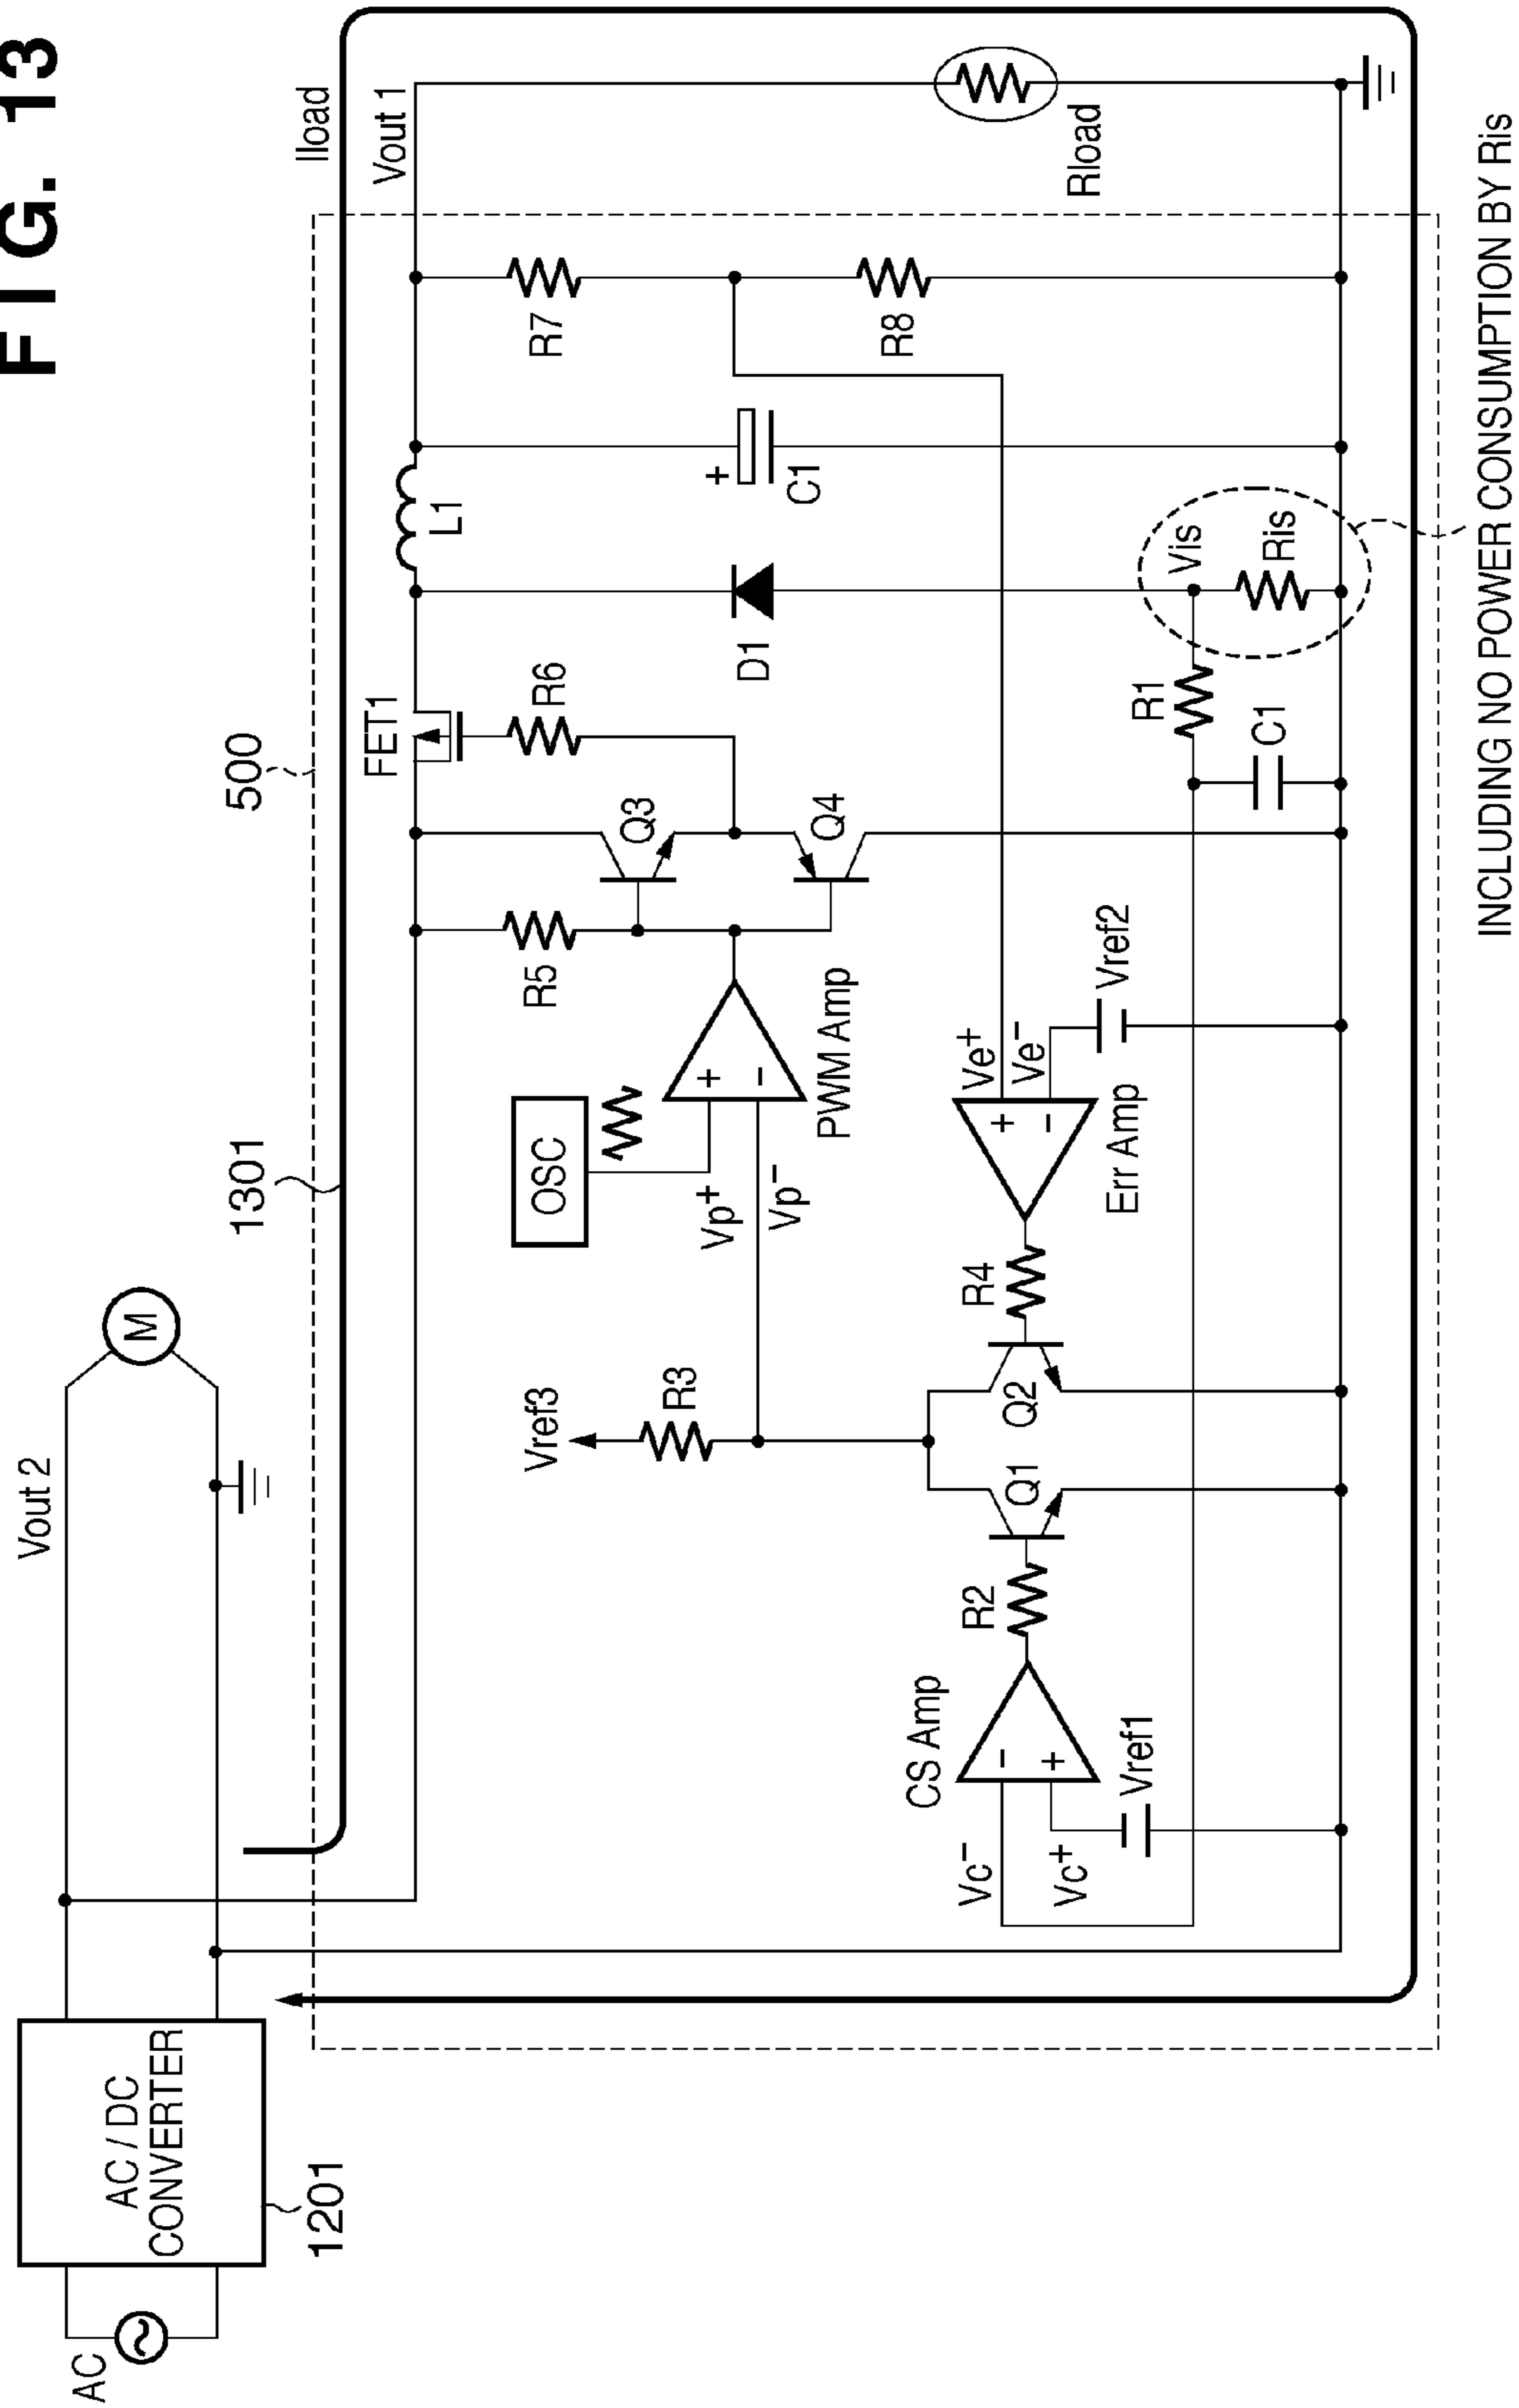 FIG. 13
AC
AC / DC
CONVERTER
1201
Vout 2
M
1301
500
Iload
Vout 1
FET1
L1
R5
R6
R7
Q3
Q4
OSC
+
−
PWM Amp
Vp+
Vp−
D1
+
C1
R8
Rload
Vref3
R3
CS Amp
−
+
Vc−
Vc+
Vref1
R2
Q1
Q2
R4
+
−
Err Amp
Ve+
Ve−
Vref2
R1
C1
Vis
Ris
INCLUDING NO POWER CONSUMPTION BY Ris